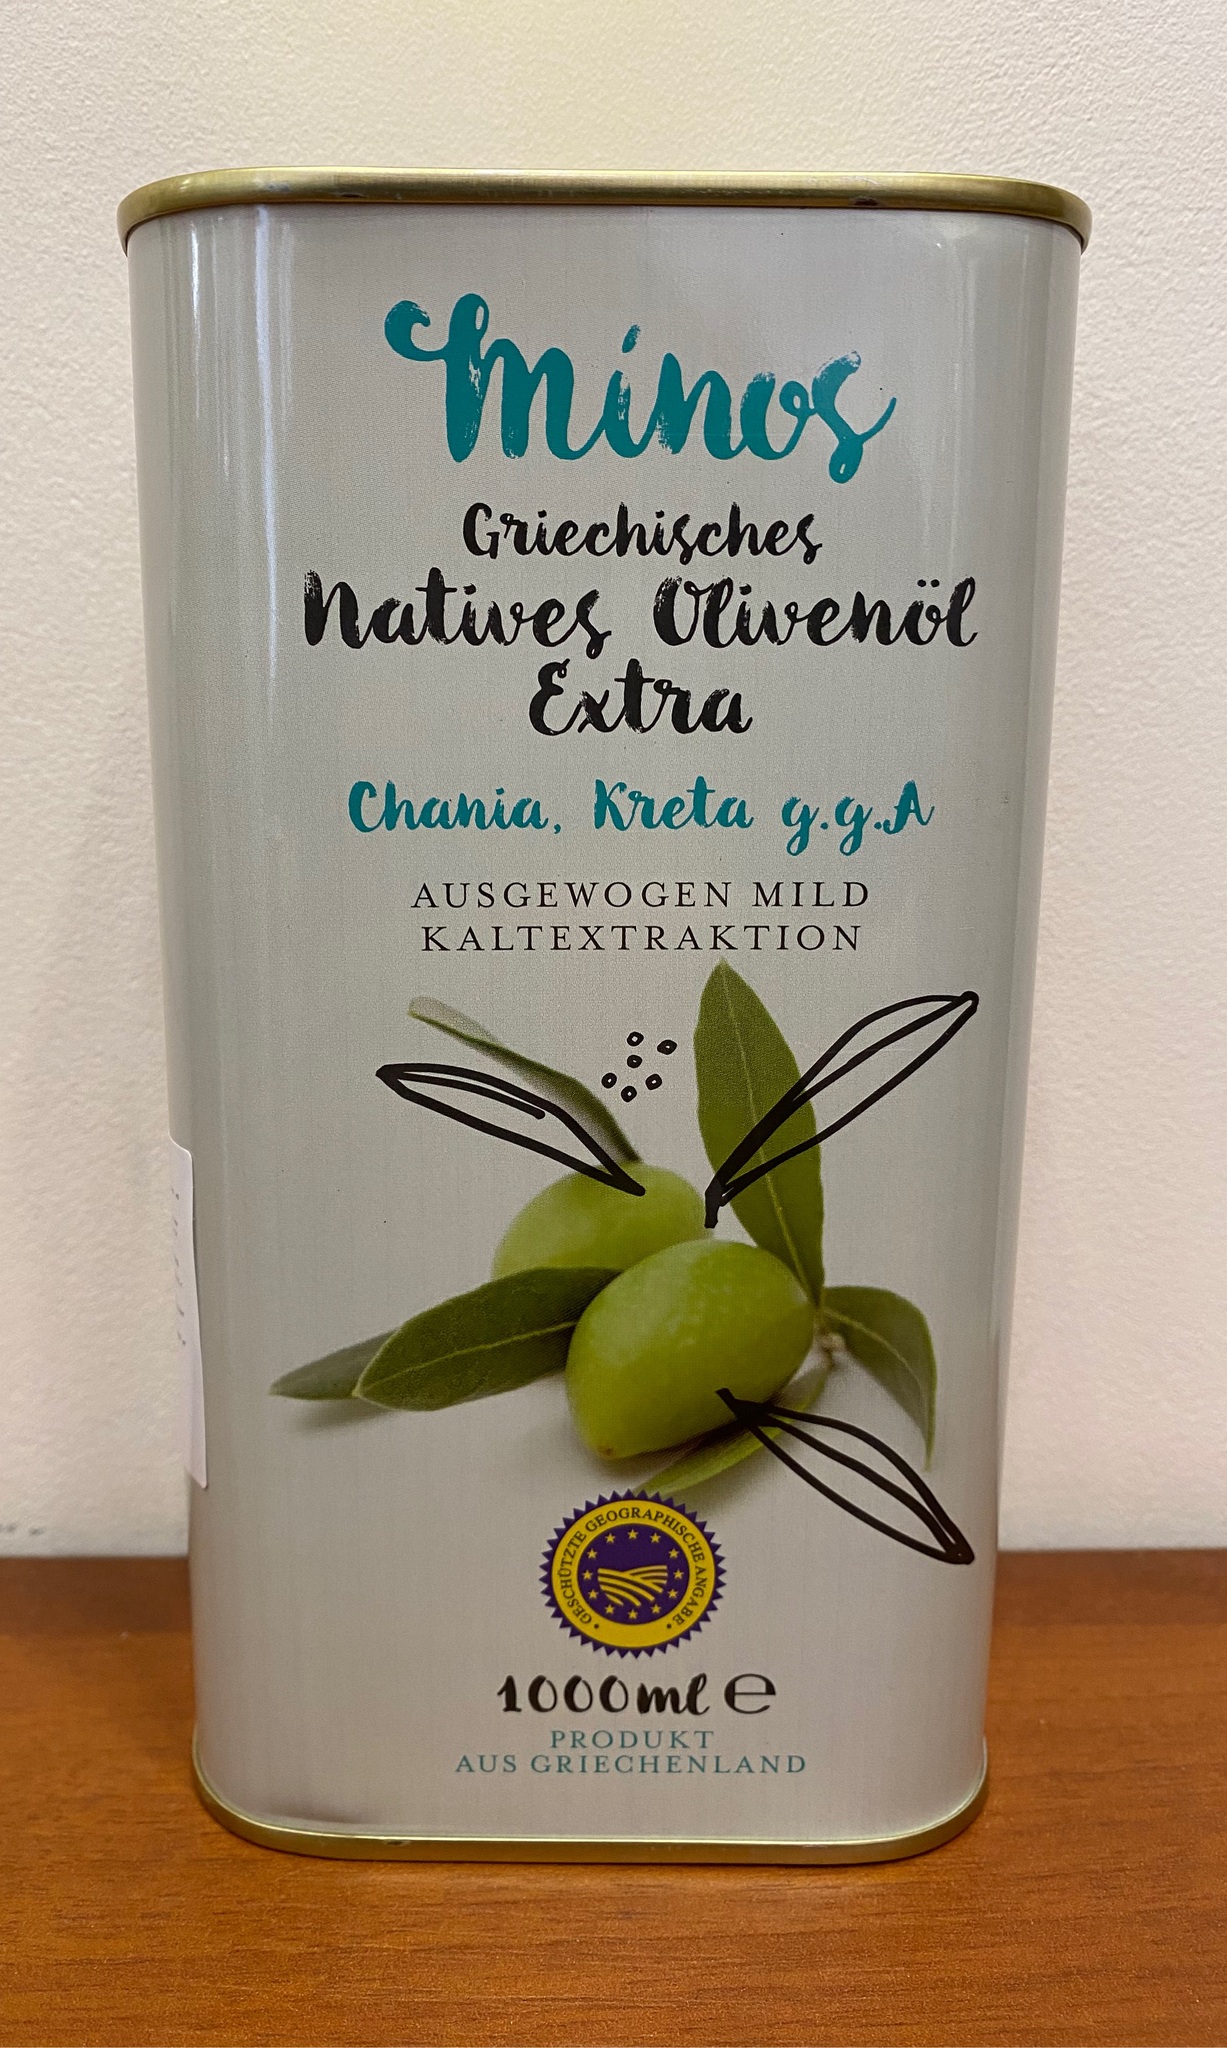 minos
Griechisches
Natives Olivenöl
Extra
Chania, Kreta g.g.A
AUSGEWOGEN MILD
KALTEXTRAKTION
GESCHÜTZTE GEOGRAPHISCHE ANGABE
1000ml e
PRODUKT
AUS GRIECHENLAND